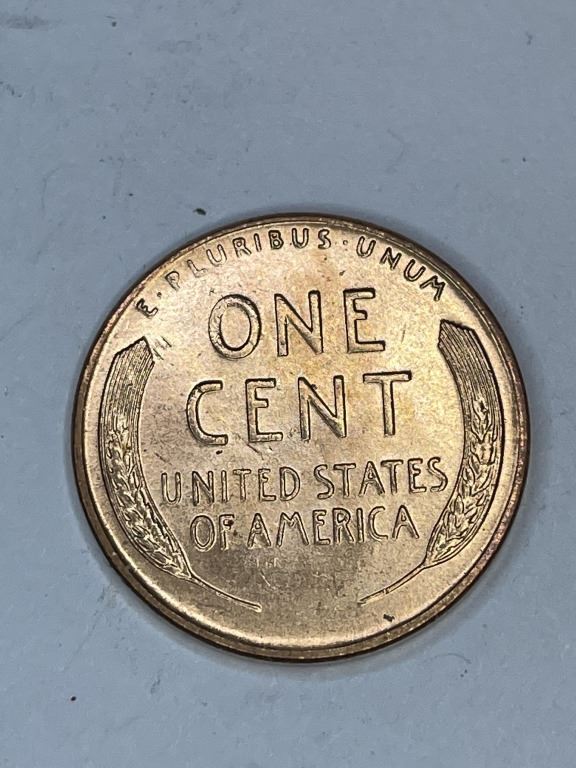 E·PLURIBUS·UNUM
ONE
CENT
UNITED STATES
OF AMERICA